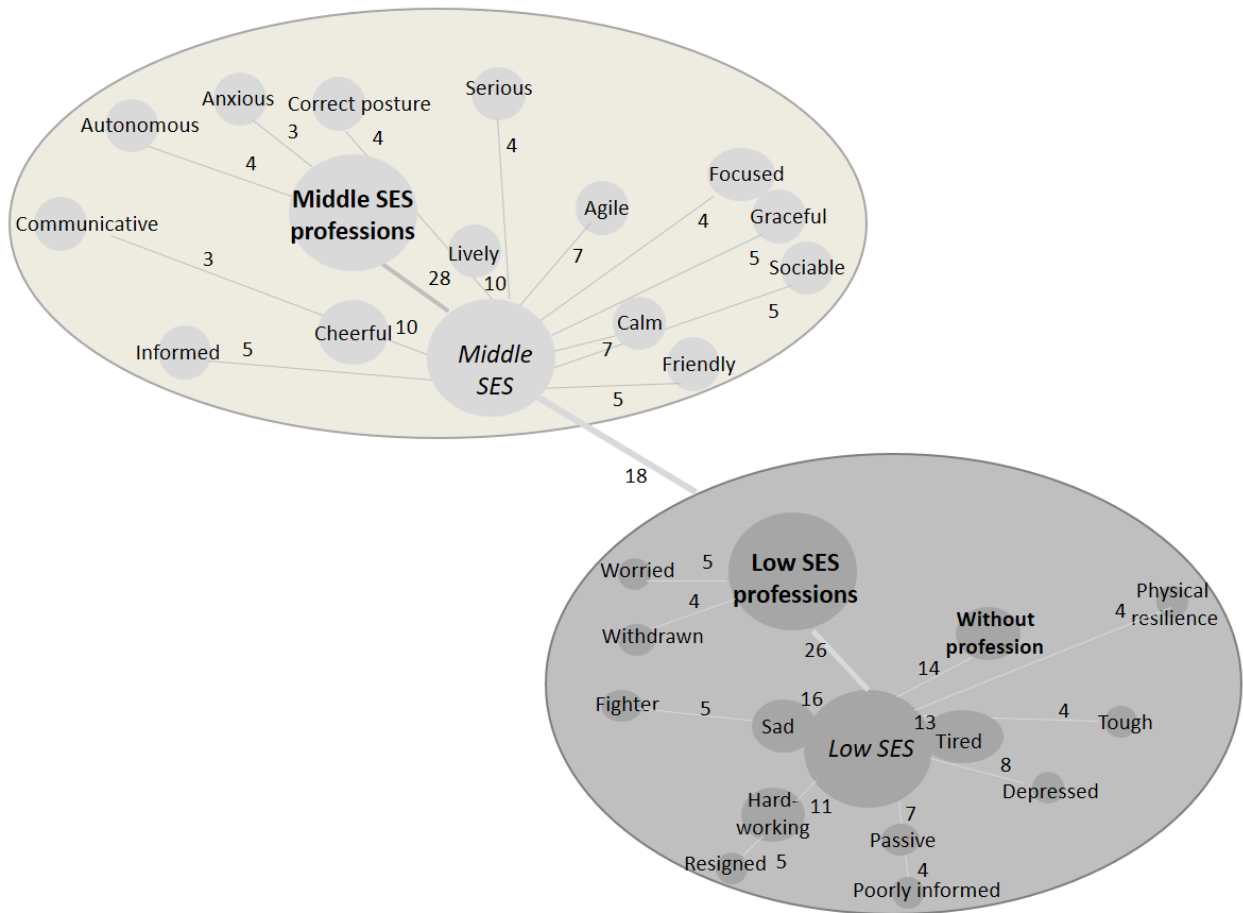 Serious
Anxious
Correct posture
Autonomous
3
4
4
4
Middle SES
professions
Focused
Agile
Graceful
Communicative
4
Lively
7
5
Sociable
3
28
10
5
Calm
Cheerful
10
Informed
5
7
Middle
SES
Friendly
5
18
Low SES
professions
Worried
5
Physical
resilience
4
4
Without
profession
Withdrawn
26
14
Fighter
5
16
Sad
13
Tired
4
Tough
Low SES
8
Depressed
Hard-
working
11
7
Passive
Resigned
5
4
Poorly informed